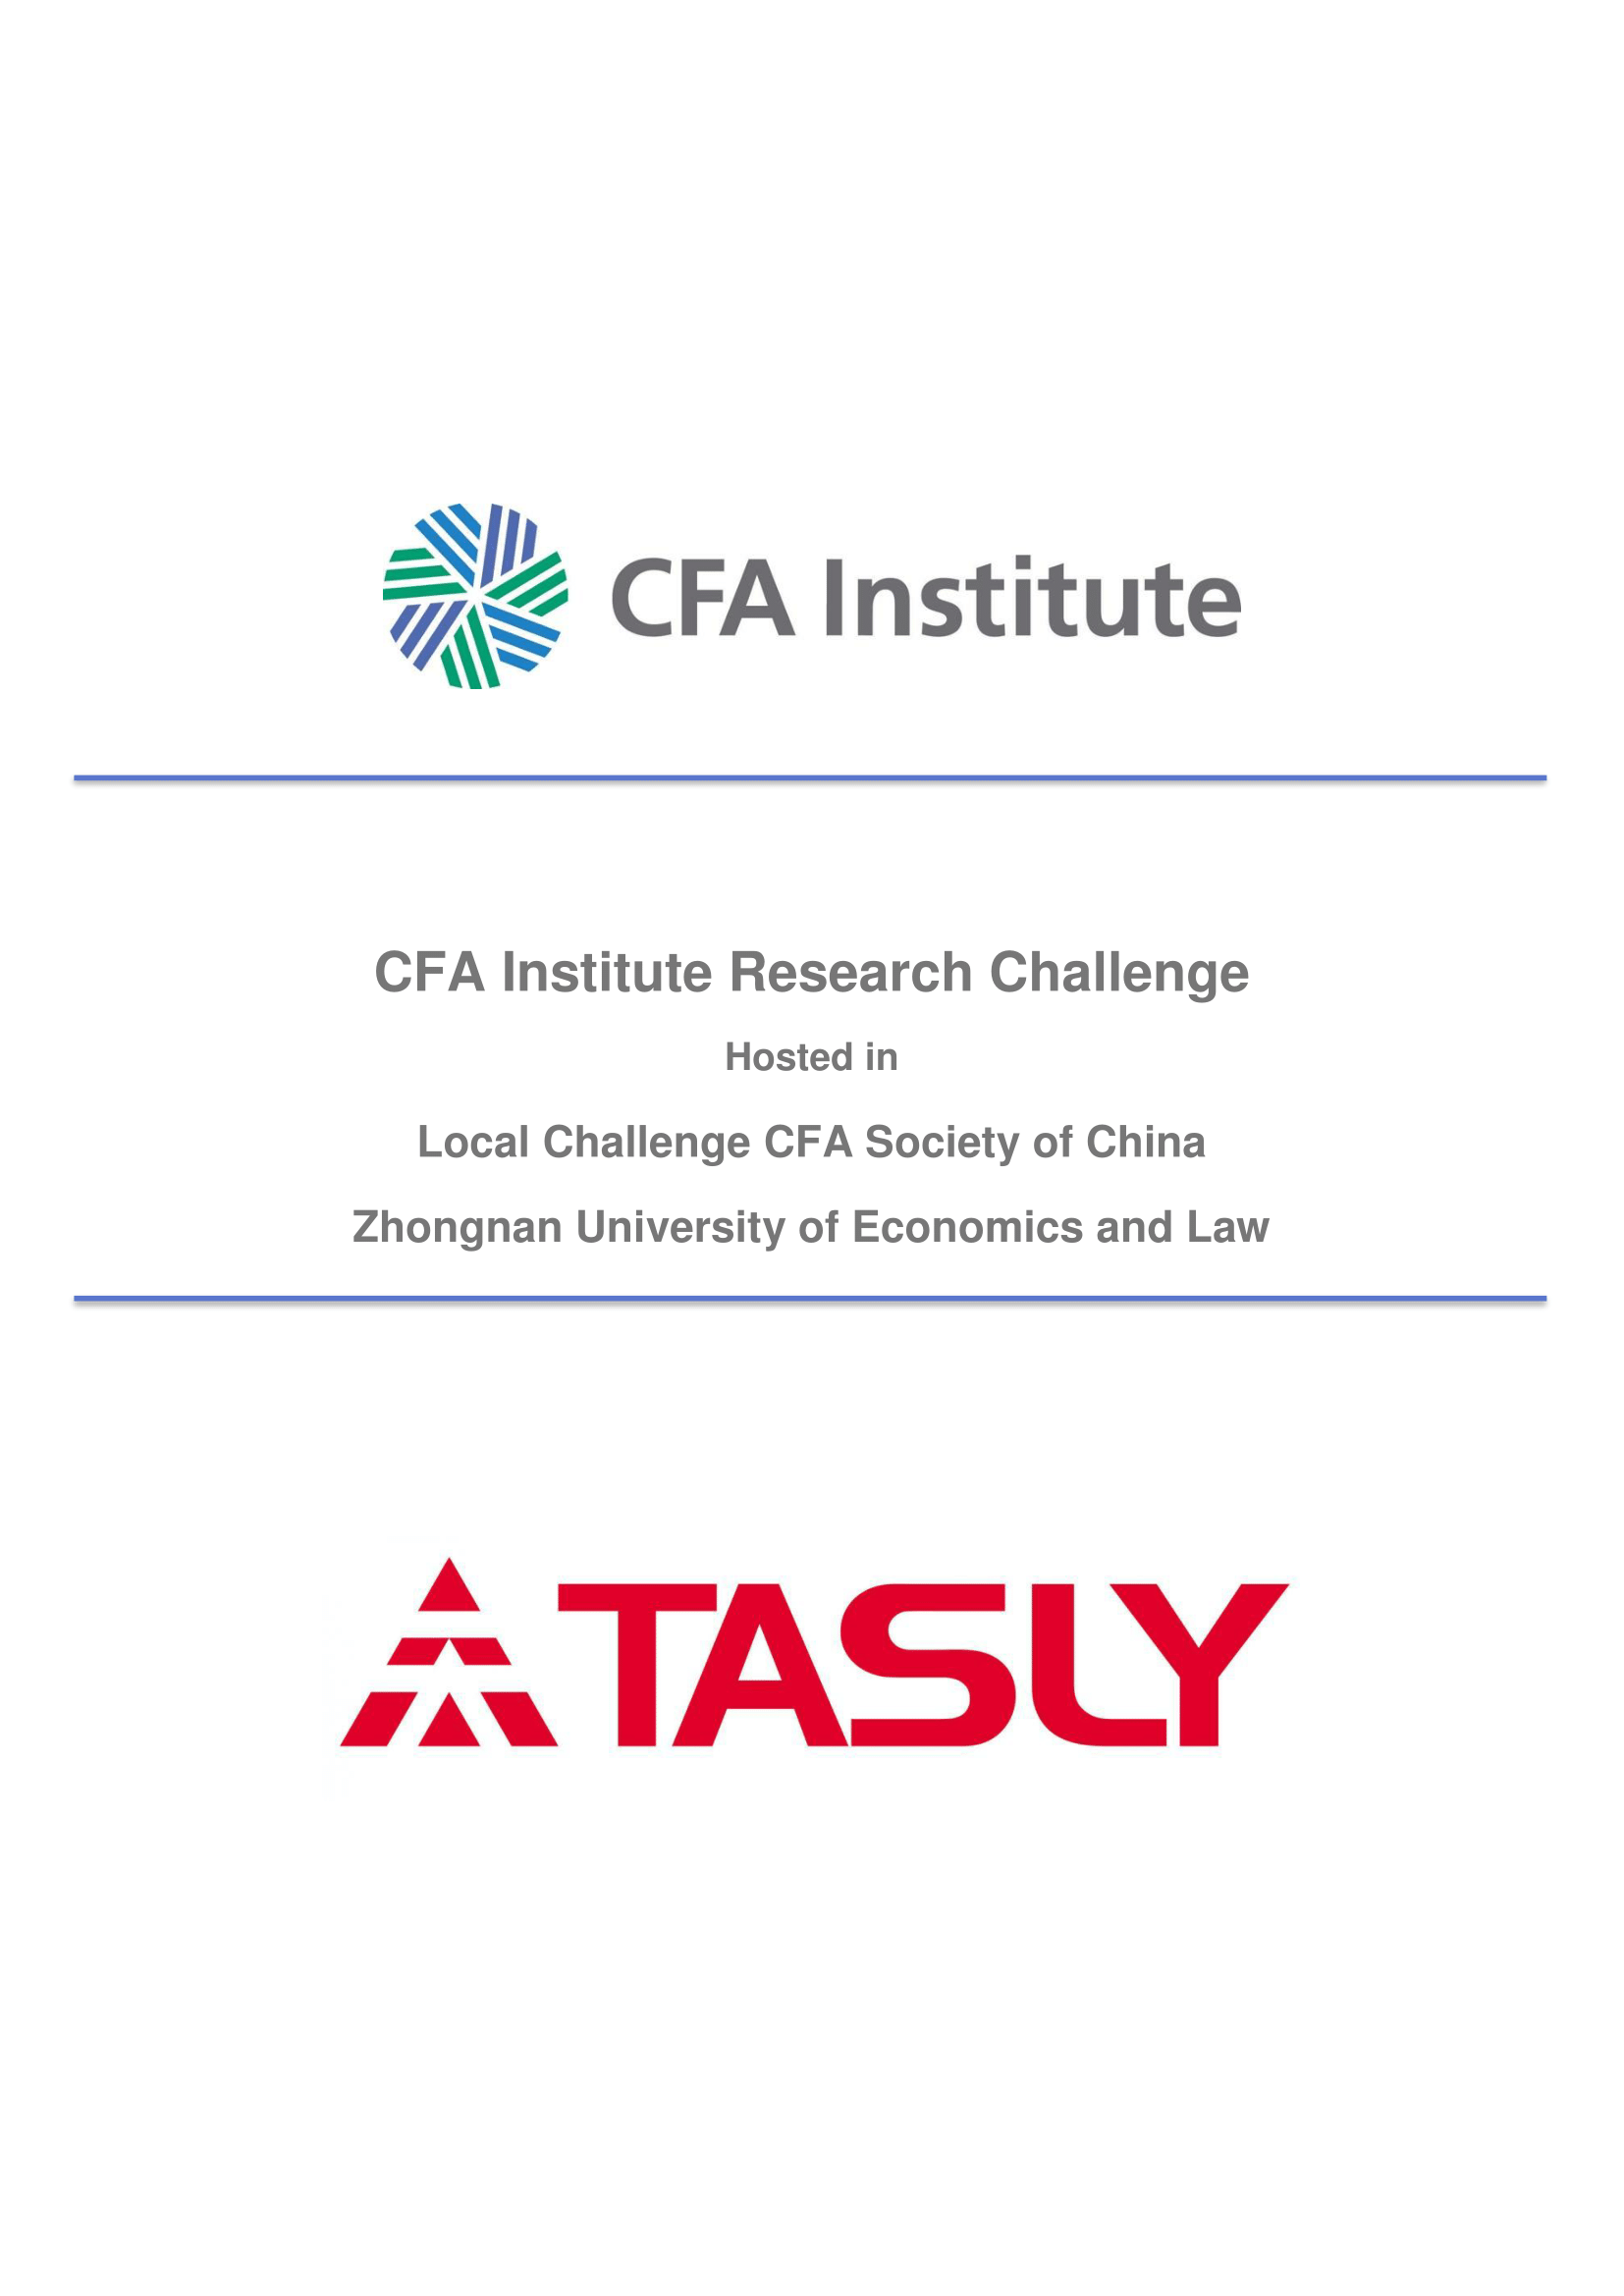 CFA Institute
CFA Institute Research Challenge
Hosted in
Local Challenge CFA Society of China
Zhongnan University of Economics and Law
TASLY